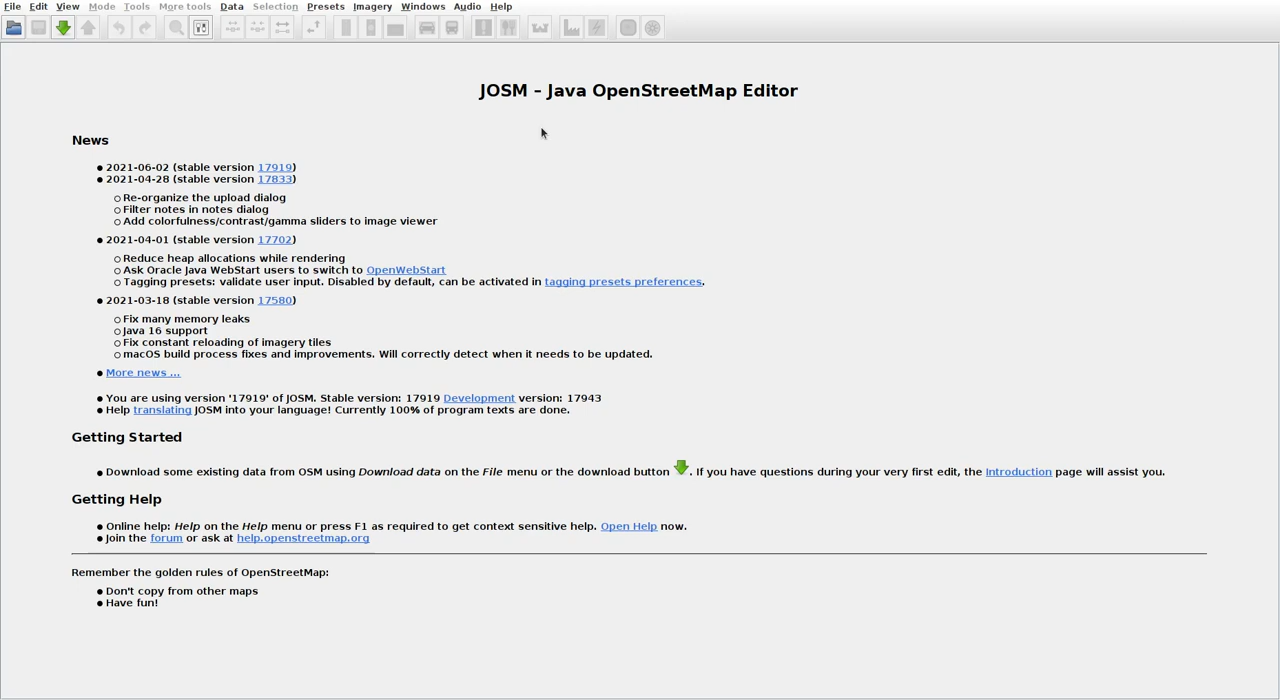 File Edit View Mode Tools More tools Data Selection Presets Imagery Windows Audio Help
JOSM – Java OpenStreetMap Editor
News
2021-06-02 (stable version 17919)
2021-04-28 (stable version 17833)
Re-organize the upload dialog
Filter notes in notes dialog
Add colorfulness/contrast/gamma sliders to image viewer
2021-04-01 (stable version 17702)
Reduce heap allocations while rendering
Ask Oracle Java WebStart users to switch to OpenWebStart
Tagging presets: validate user input. Disabled by default, can be activated in tagging presets preferences.
2021-03-18 (stable version 17580)
Fix many memory leaks
Java 16 support
Fix constant reloading of imagery tiles
macOS build process fixes and improvements. Will correctly detect when it needs to be updated.
More news ...
You are using version '17919' of JOSM. Stable version: 17919 Development version: 17943
Help translating JOSM into your language! Currently 100% of program texts are done.
Getting Started
Download some existing data from OSM using Download data on the File menu or the download button . If you have questions during your very first edit, the Introduction page will assist you.
Getting Help
Online help: Help on the Help menu or press F1 as required to get context sensitive help. Open Help now.
Join the forum or ask at help.openstreetmap.org
Remember the golden rules of OpenStreetMap:
Don't copy from other maps
Have fun!